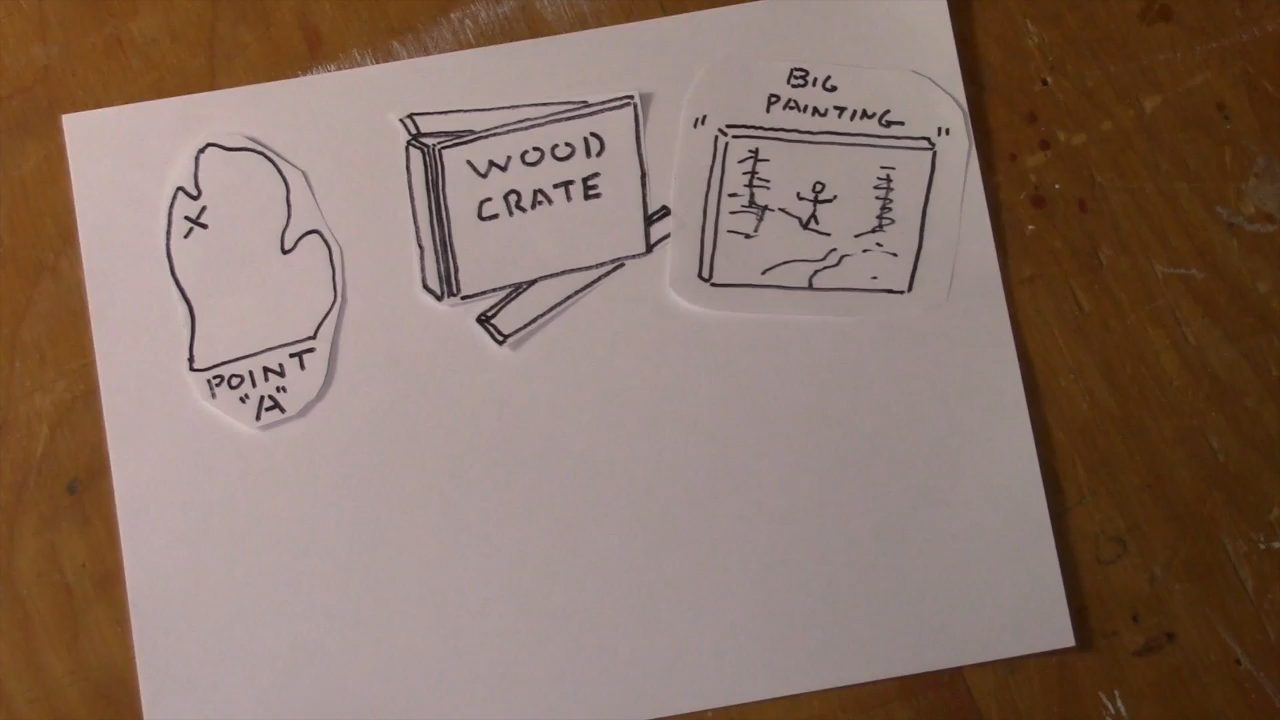 X
POINT
"A"
WOOD
CRATE
BIG
" PAINTING "